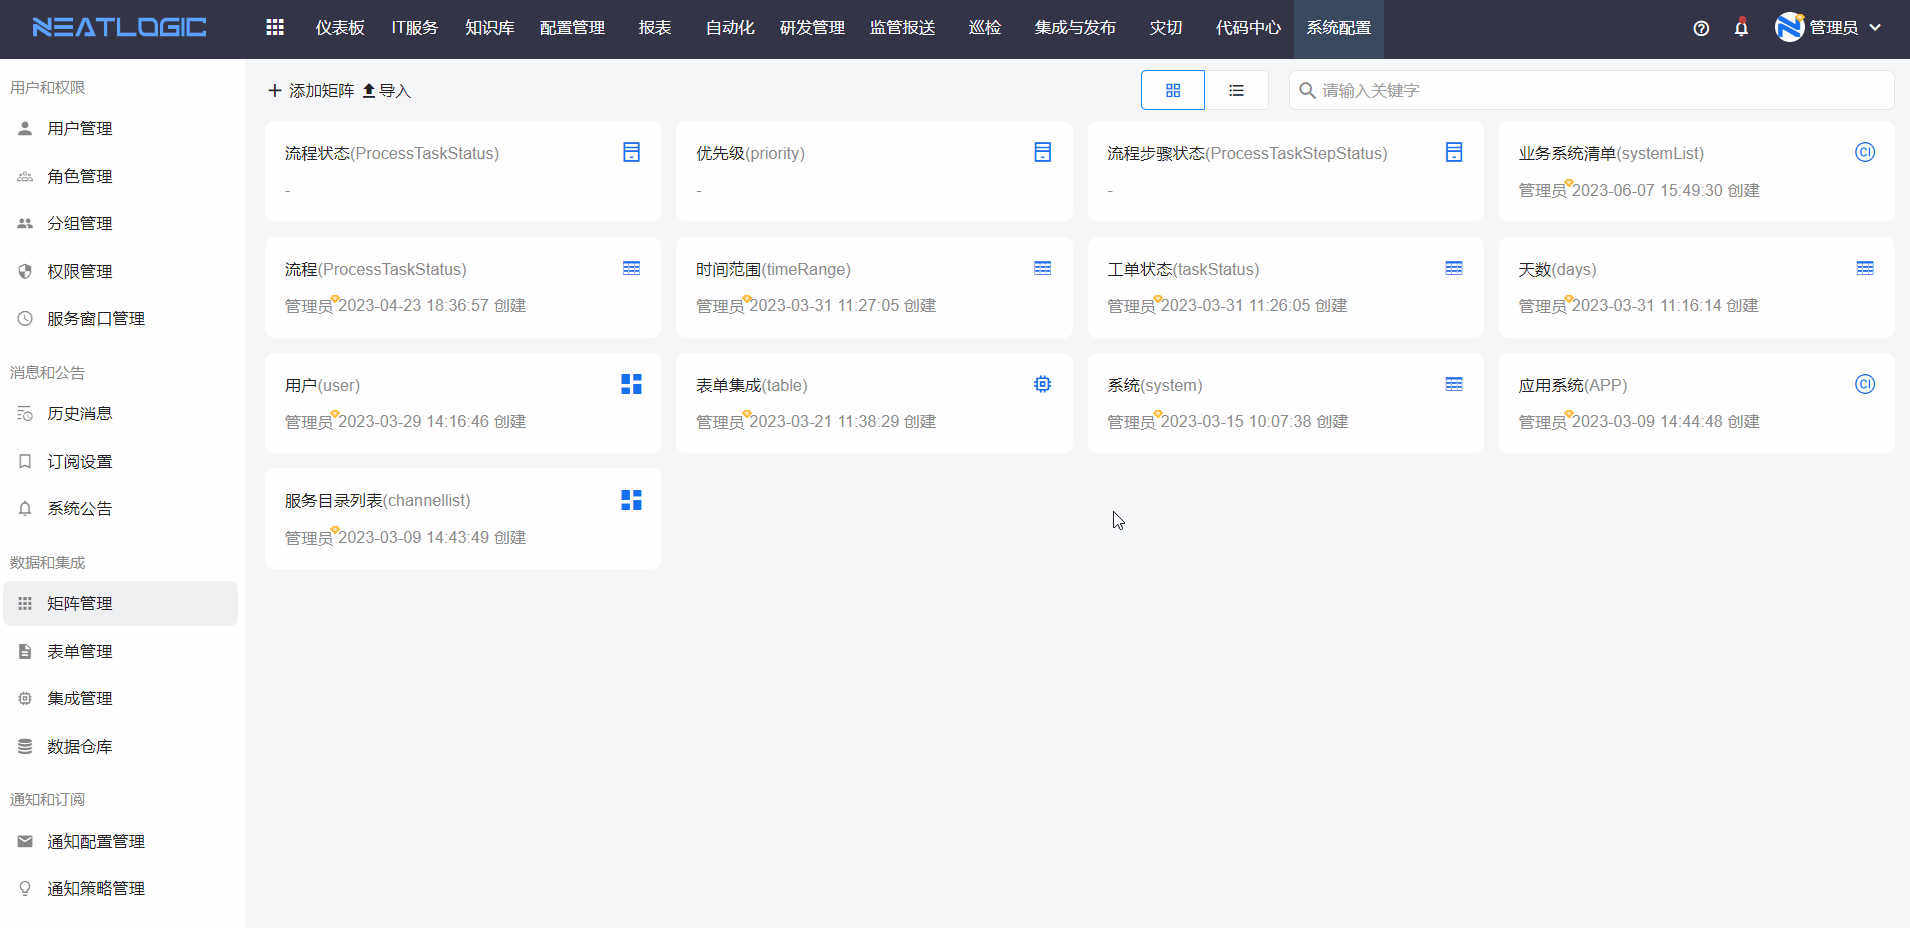 NEATLOGIC 仪表板 IT服务 知识库 配置管理 报表 自动化 研发管理 监管报送 巡检 集成与发布 灾切 代码中心 系统配置 管理员
用户和权限
用户管理
角色管理
分组管理
权限管理
服务窗口管理
消息和公告
历史消息
订阅设置
系统公告
数据和集成
矩阵管理
表单管理
集成管理
数据仓库
通知和订阅
通知配置管理
通知策略管理
添加矩阵 导入 请输入关键字
流程状态(ProcessTaskStatus)
-
优先级(priority)
-
流程步骤状态(ProcessTaskStepStatus)
-
业务系统清单(systemList)
CI
管理员 2023-06-07 15:49:30 创建
流程(ProcessTaskStatus)
管理员 2023-04-23 18:36:57 创建
时间范围(timeRange)
管理员 2023-03-31 11:27:05 创建
工单状态(taskStatus)
管理员 2023-03-31 11:26:05 创建
天数(days)
管理员 2023-03-31 11:16:14 创建
用户(user)
管理员 2023-03-29 14:16:46 创建
表单集成(table)
管理员 2023-03-21 11:38:29 创建
系统(system)
管理员 2023-03-15 10:07:38 创建
应用系统(APP)
CI
管理员 2023-03-09 14:44:48 创建
服务目录列表(channellist)
管理员 2023-03-09 14:43:49 创建